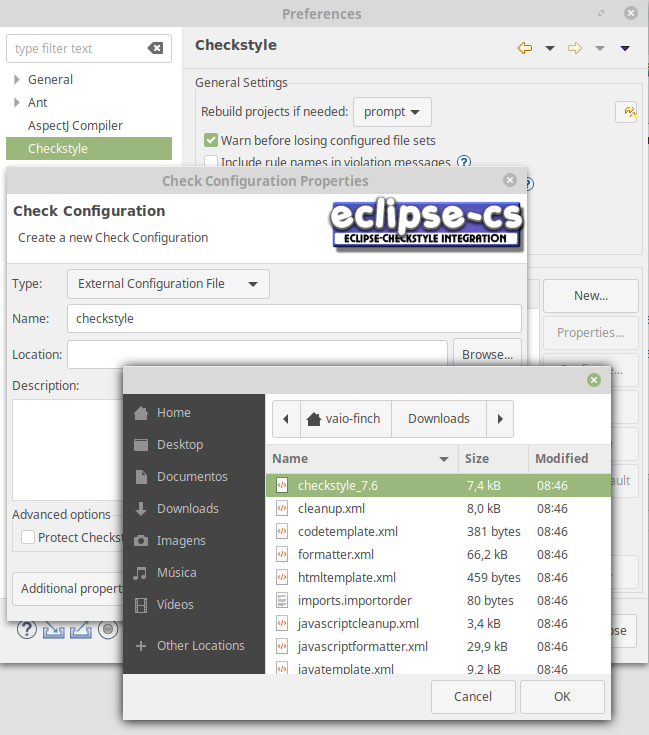 Preferences
type filter text
General
Ant
AspectJ Compiler
Checkstyle
Checkstyle
General Settings
Rebuild projects if needed: prompt
Warn before losing configured file sets
Include rule names in violation messages
Check Configuration Properties
Check Configuration
Create a new Check Configuration
eclipse-cs
ECLIPSE-CHECKSTYLE INTEGRATION
Type: External Configuration File
Name: checkstyle
Location: Browse...
Description:
Advanced options
Protect Checkst
Additional propert
New...
Properties...
Home
Desktop
Documentos
Downloads
Imagens
Música
Vídeos
Other Locations
vaio-finch Downloads
Name Size Modified
checkstyle_7.6 7,4 kB 08:46
cleanup.xml 8,0 kB 08:46
codetemplate.xml 381 bytes 08:46
formatter.xml 66,2 kB 08:46
htmltemplate.xml 459 bytes 08:46
imports.importorder 80 bytes 08:46
javascriptcleanup.xml 3,4 kB 08:46
javascriptformatter.xml 29,9 kB 08:46
javatemplate.xml 9,2 kB 08:46
Cancel OK